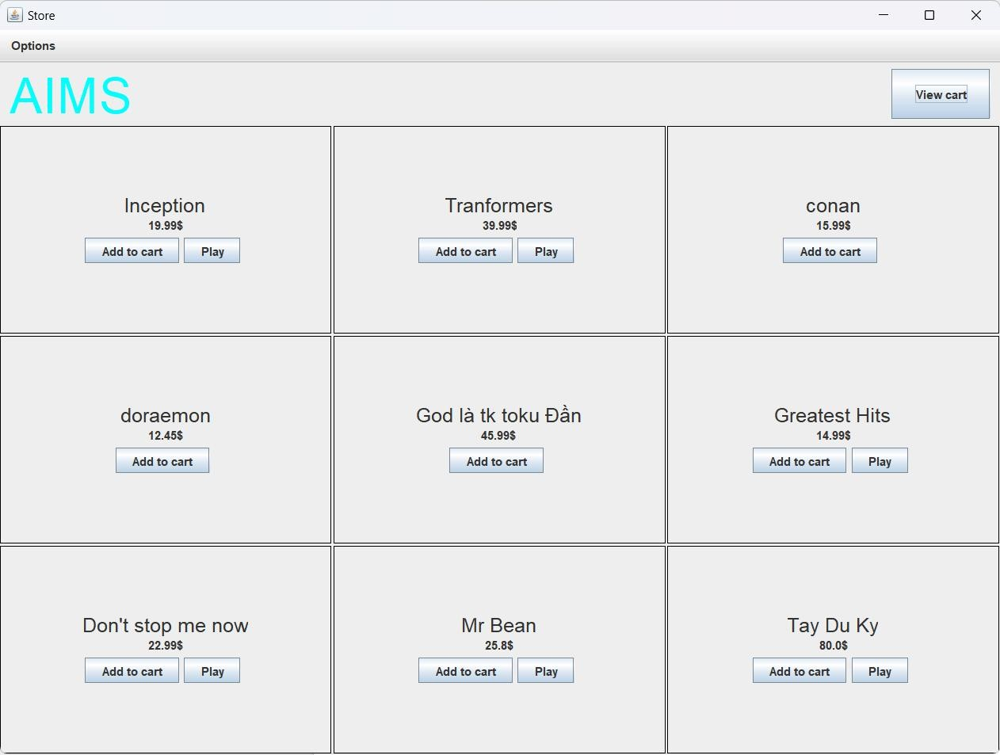 Store
Options
AIMS
View cart
Inception
19.99$
Add to cart Play
Tranformers
39.99$
Add to cart Play
conan
15.99$
Add to cart
doraemon
12.45$
Add to cart
God là tk toku Đần
45.99$
Add to cart
Greatest Hits
14.99$
Add to cart Play
Don't stop me now
22.99$
Add to cart Play
Mr Bean
25.8$
Add to cart Play
Tay Du Ky
80.0$
Add to cart Play